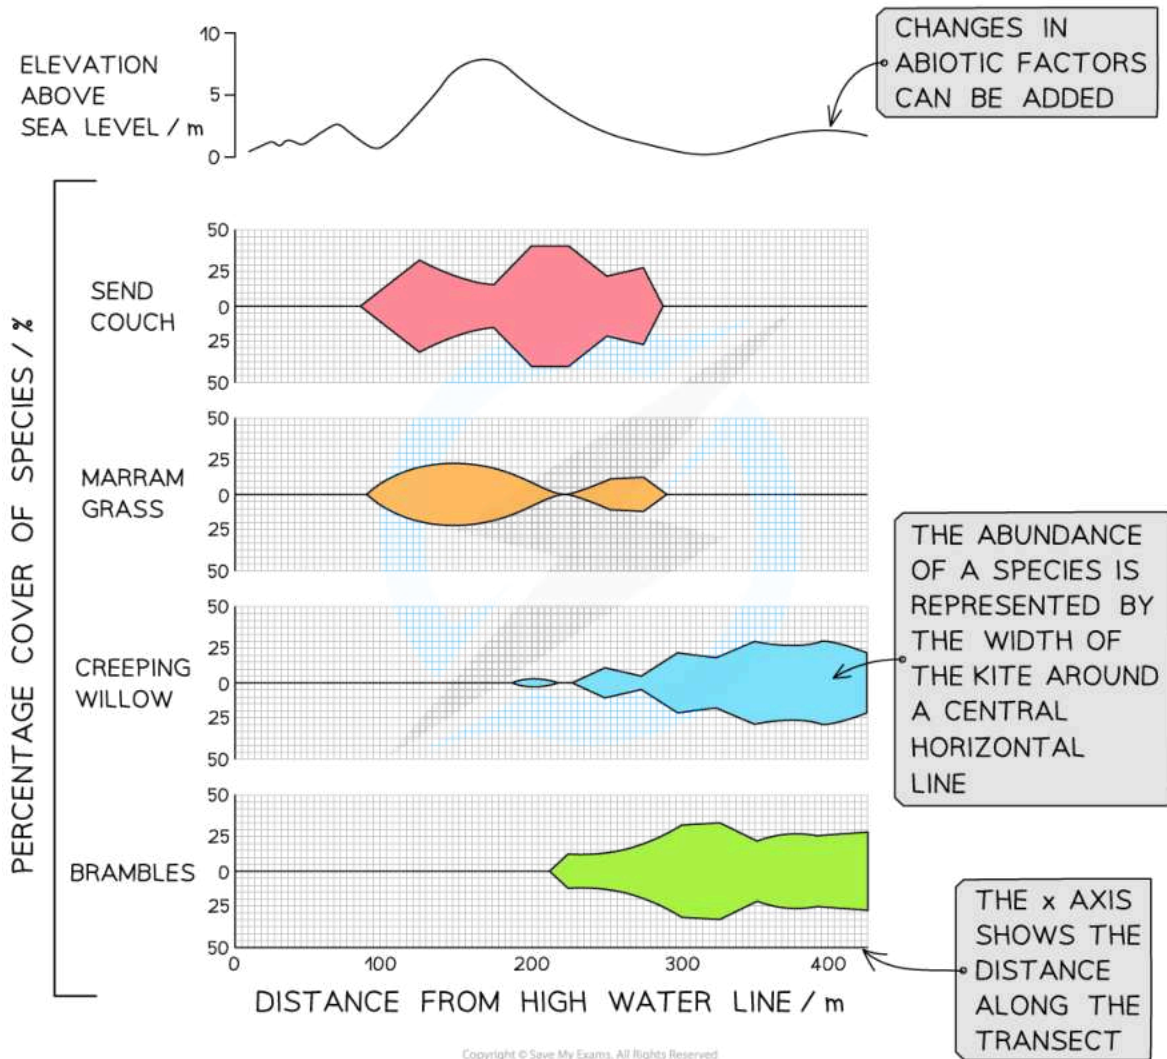 CHANGES IN
ABIOTIC FACTORS
CAN BE ADDED
ELEVATION
ABOVE
SEA LEVEL / m
10
5
0
PERCENTAGE COVER OF SPECIES / %
SEND
COUCH
50
25
0
25
50
MARRAM
GRASS
50
25
0
25
50
CREEPING
WILLOW
50
25
0
25
50
THE ABUNDANCE
OF A SPECIES IS
REPRESENTED BY
THE WIDTH OF
THE KITE AROUND
A CENTRAL
HORIZONTAL
LINE
BRAMBLES
50
25
0
25
50
0 100 200 300 400
DISTANCE FROM HIGH WATER LINE / m
THE x AXIS
SHOWS THE
DISTANCE
ALONG THE
TRANSECT
Copyright © Save My Exams. All Rights Reserved